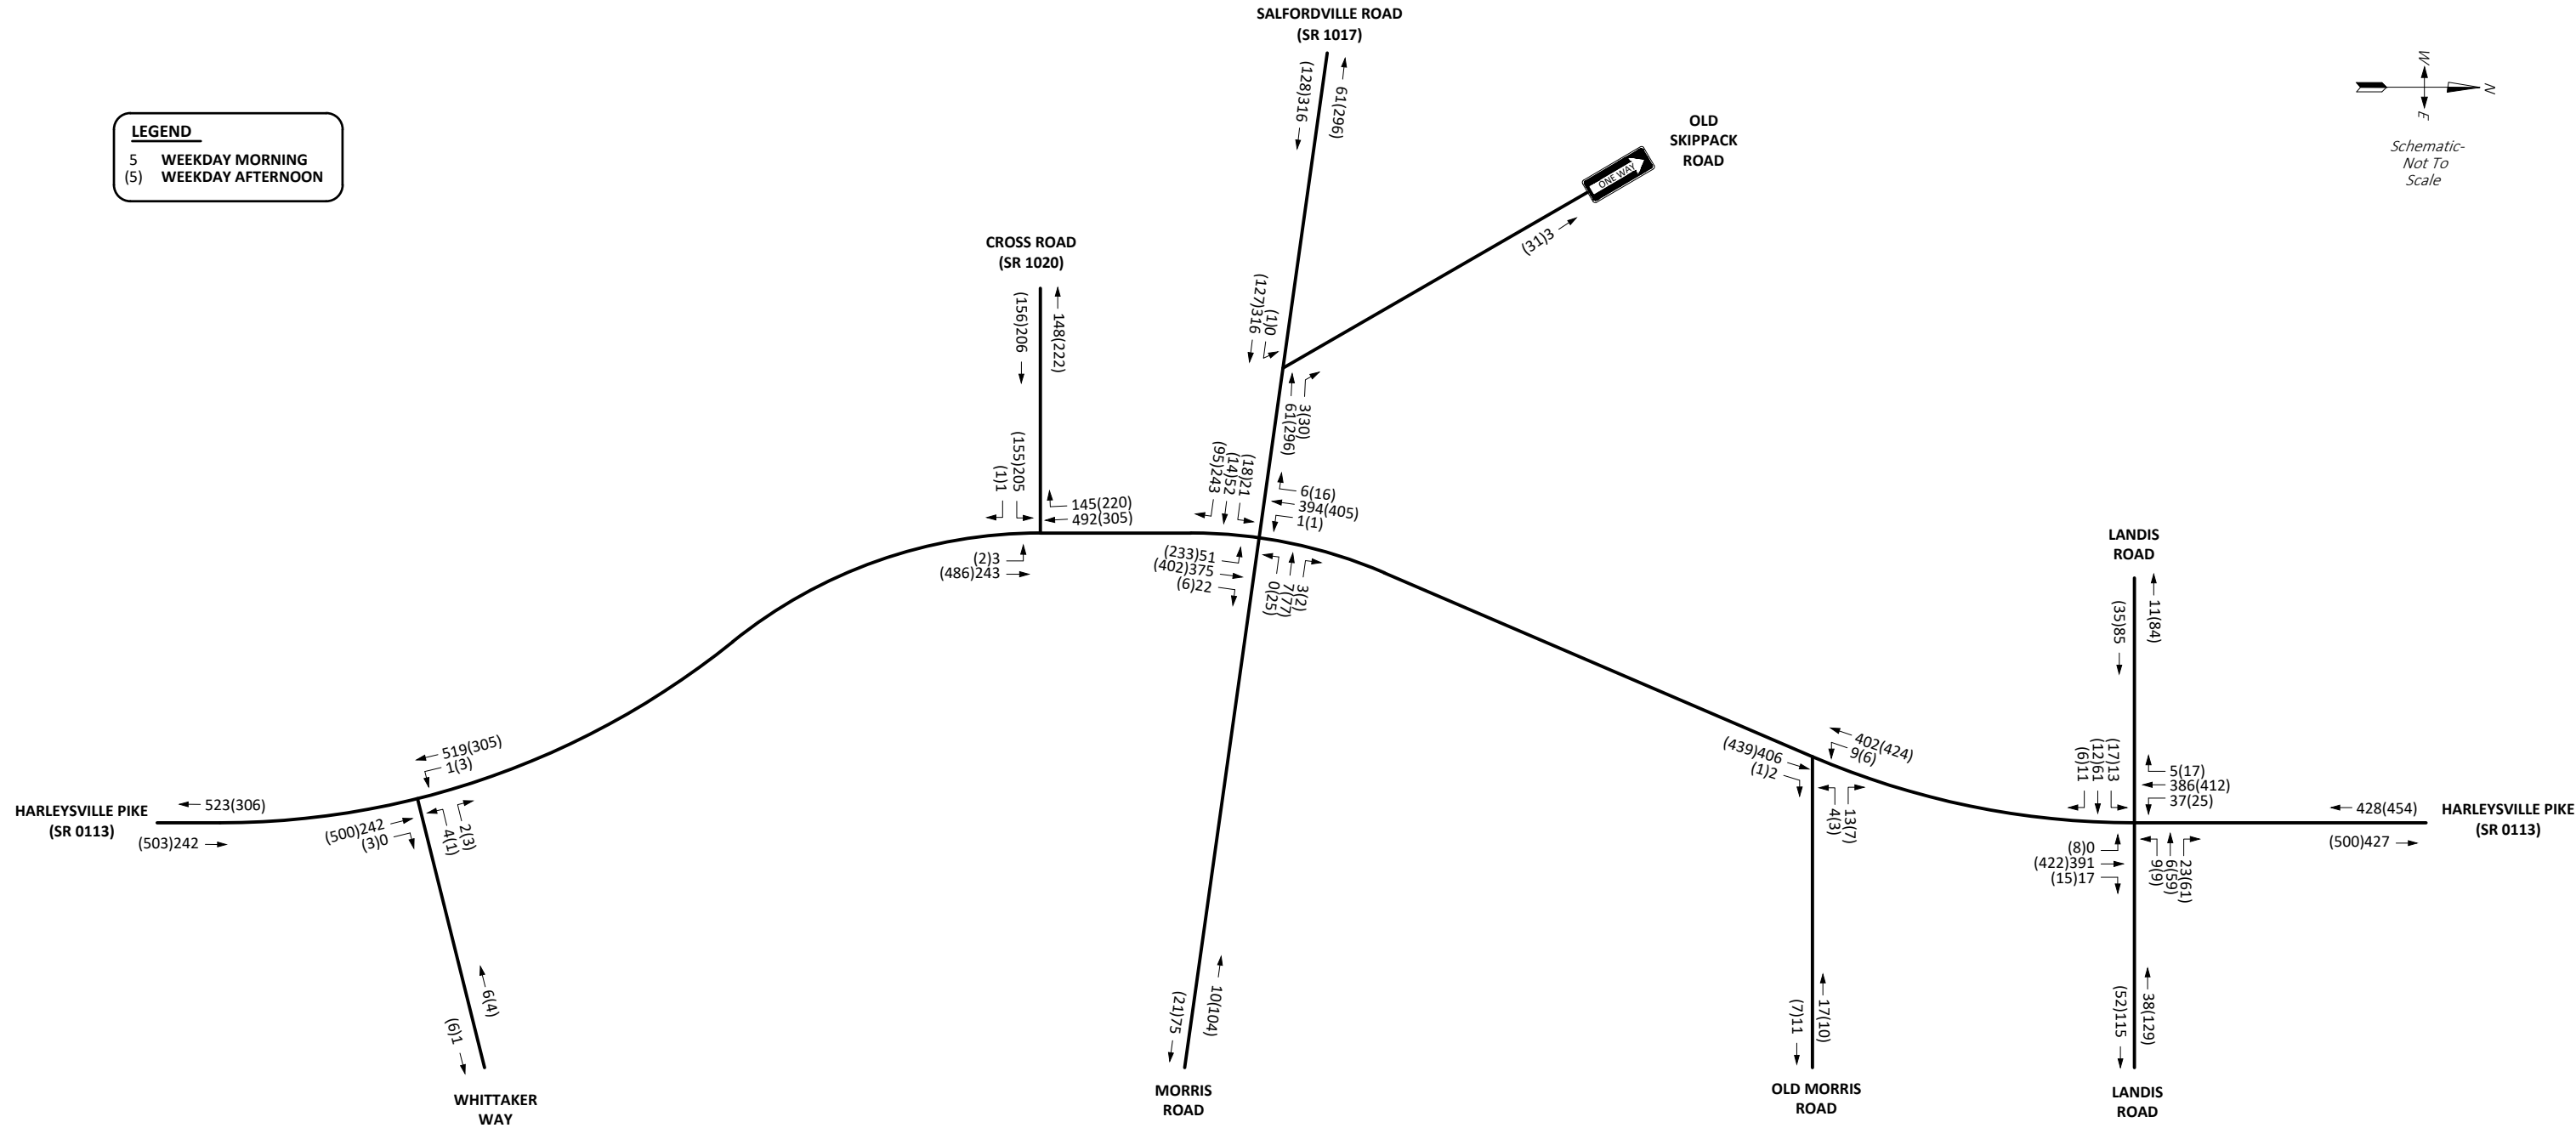 SALFORDVILLE ROAD
(SR 1017)
(128)316
61(296)
W
N
E
Schematic-
Not To
Scale
LEGEND
5 WEEKDAY MORNING
(5) WEEKDAY AFTERNOON
OLD
SKIPPACK
ROAD
ONE WAY
(31)3
CROSS ROAD
(SR 1020)
(156)206
148(222)
(155)205
(1)1
145(220)
492(305)
(2)3
(486)243
(127)316
(1)0
3(30)
61(296)
(18)21
(14)52
(95)243
6(16)
394(405)
1(1)
(233)51
(402)375
(6)22
0(25)
7(77)
3(2)
(21)75
10(104)
MORRIS
ROAD
HARLEYSVILLE PIKE
(SR 0113)
523(306)
(503)242
519(305)
1(3)
(500)242
(3)0
4(1)
2(3)
6(4)
(6)1
WHITTAKER
WAY
402(424)
9(6)
(439)406
(1)2
4(3)
13(7)
(7)11
17(10)
OLD MORRIS
ROAD
LANDIS
ROAD
(35)85
11(84)
(17)13
(12)61
(6)11
5(17)
386(412)
37(25)
(8)0
(422)391
(15)17
9(9)
6(59)
23(61)
(52)115
38(129)
LANDIS
ROAD
428(454)
(500)427
HARLEYSVILLE PIKE
(SR 0113)